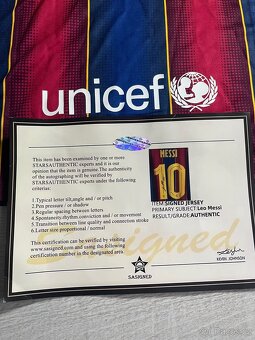 unicef
This item has been examined by one or more
STARSAUTHENTIC experts and it is our
opinion that the item is genuine. The authenticity
of the autographing will be verified by
STARSAUTHENTIC experts under the following
criterias:
1.Typical letter tilt,angle and / or pitch
2.Pen pressure / or shadow
3.Regular spacing between letters
4.Spontaneity rhythm,conviction and / or movement
5.Transition between line quality and stroke contact
6.Letter size proportional / normal
This certification can be verified by visiting
www.sasigned.com and using the following
certification number in the designated area.
MESSI
10
ITEM:SIGNED JERSEY
PRIMARY SUBJECT:Leo Messi
RESULT/GRADE:AUTHENTIC
SASIGNED
KEVIN JOHNSON